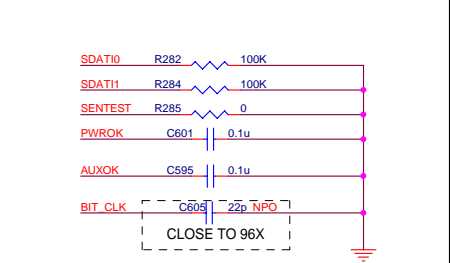 SDATI0 R282 100K
SDATI1 R284 100K
SENTEST R285 0
PWROK C601 0.1u
AUXOK C595 0.1u
BIT_CLK C605 22p NPO
CLOSE TO 96X